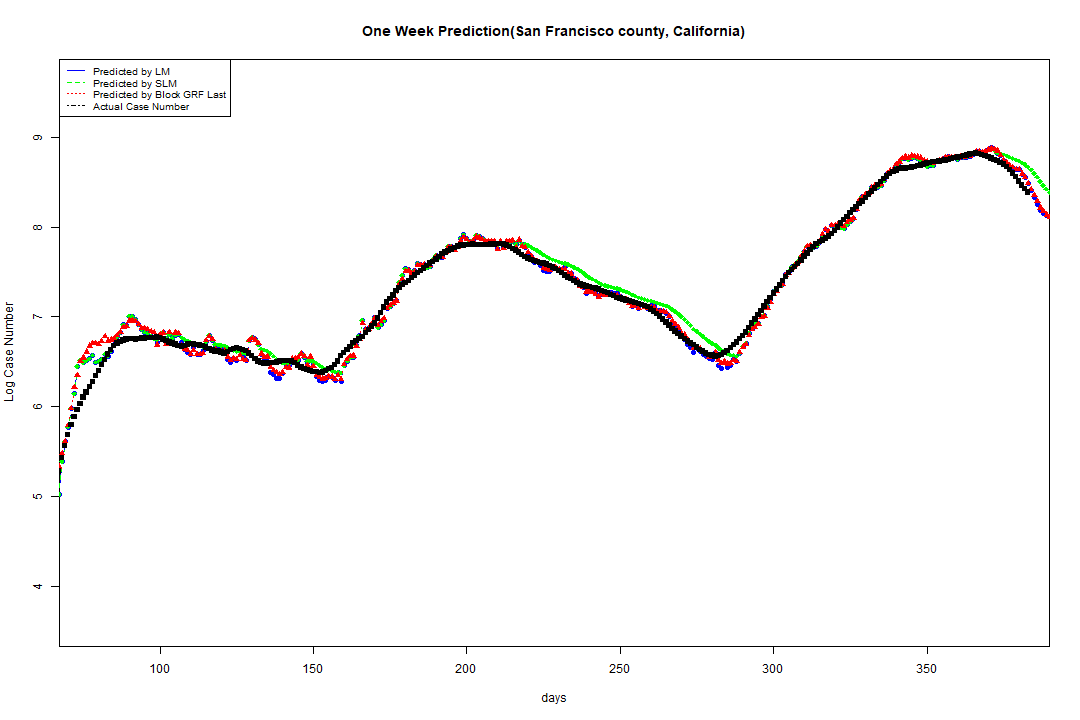 One Week Prediction(San Francisco county, California)
Predicted by LM
Predicted by SLM
Predicted by Block GRF Last
Actual Case Number
9
8
7
6
5
4
Log Case Number
100 150 200 250 300 350
days